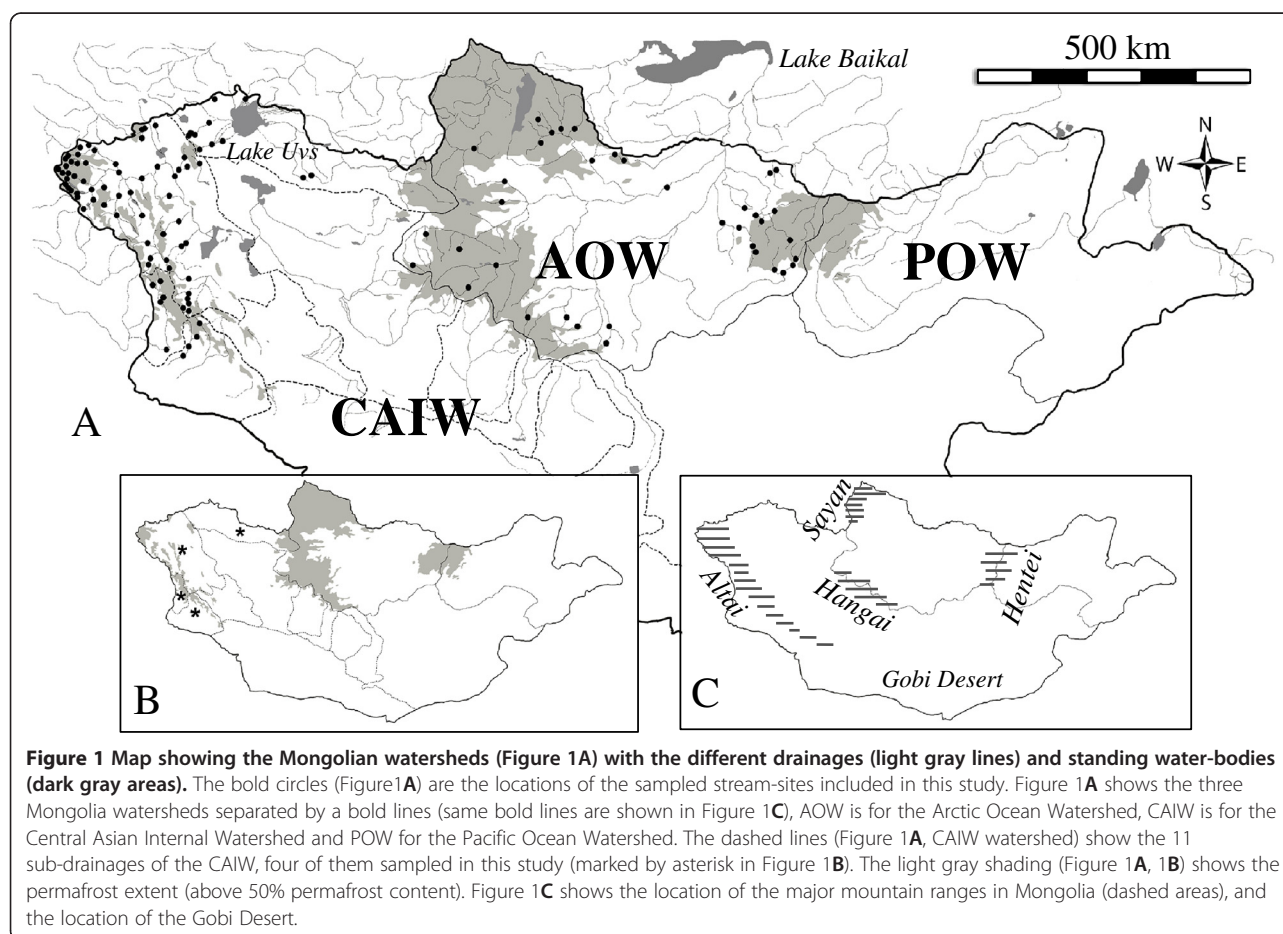 500 km
Lake Baikal
N
W E
S
Lake Uvs
AOW
POW
CAIW
A
B
*
*
*
*
C
Sayan
Altai
Hangai
Hentei
Gobi Desert
Figure 1 Map showing the Mongolian watersheds (Figure 1A) with the different drainages (light gray lines) and standing water-bodies
(dark gray areas). The bold circles (Figure1A) are the locations of the sampled stream-sites included in this study. Figure 1A shows the three
Mongolia watersheds separated by a bold lines (same bold lines are shown in Figure 1C), AOW is for the Arctic Ocean Watershed, CAIW is for the
Central Asian Internal Watershed and POW for the Pacific Ocean Watershed. The dashed lines (Figure 1A, CAIW watershed) show the 11
sub-drainages of the CAIW, four of them sampled in this study (marked by asterisk in Figure 1B). The light gray shading (Figure 1A, 1B) shows the
permafrost extent (above 50% permafrost content). Figure 1C shows the location of the major mountain ranges in Mongolia (dashed areas), and
the location of the Gobi Desert.